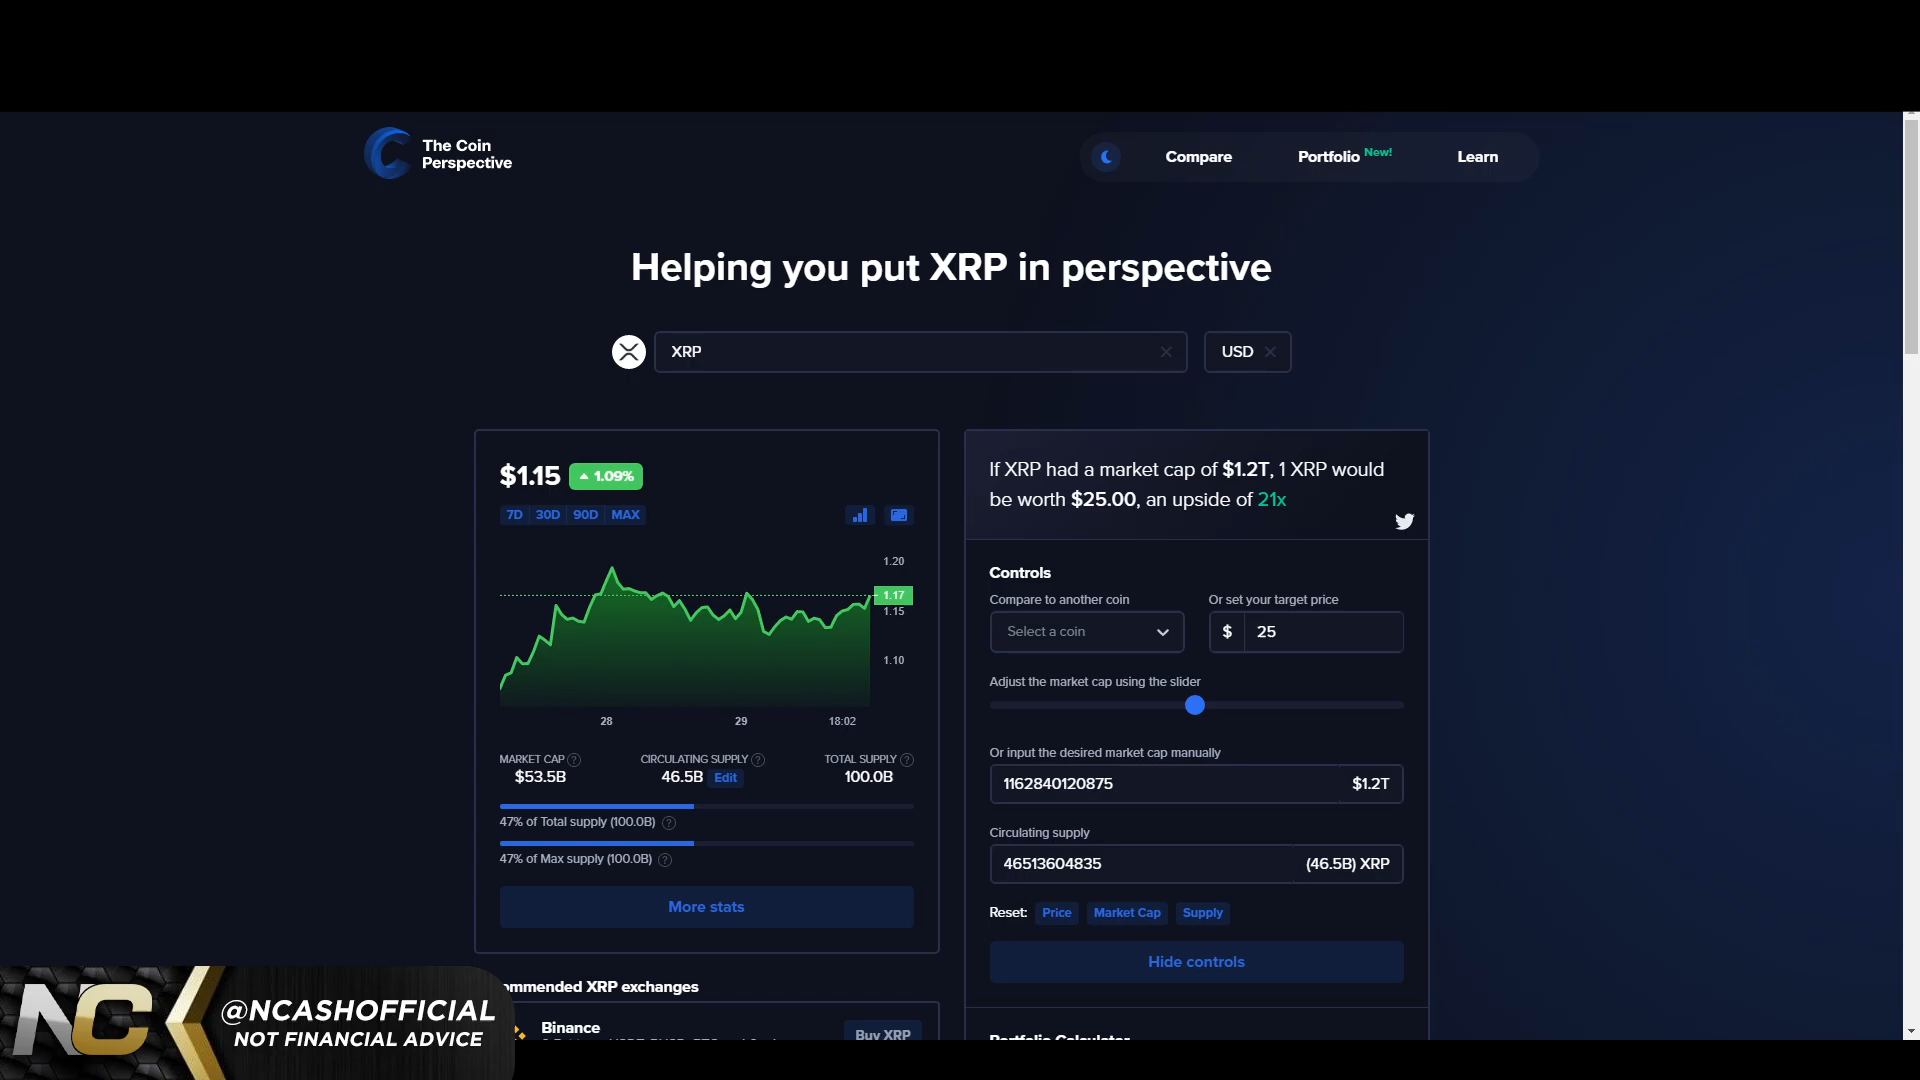 The Coin
Perspective
Compare
Portfolio New!
Learn
Helping you put XRP in perspective
XRP
USD
$1.15 1.09%
7D 30D 90D MAX
1.20
1.17
1.15
1.10
28 29 18:02
MARKET CAP ? CIRCULATING SUPPLY ? TOTAL SUPPLY ?
$53.5B 46.5B Edit 100.0B
47% of Total supply (100.0B) ?
47% of Max supply (100.0B) ?
More stats
ommended XRP exchanges
Binance
Buy XRP
If XRP had a market cap of $1.2T, 1 XRP would
be worth $25.00, an upside of 21x
Controls
Compare to another coin Or set your target price
Select a coin $ 25
Adjust the market cap using the slider
Or input the desired market cap manually
1162840120875 $1.2T
Circulating supply
46513604835 (46.5B) XRP
Reset: Price Market Cap Supply
Hide controls
Portfolio Calculator
NC
@NCASHOFFICIAL
NOT FINANCIAL ADVICE